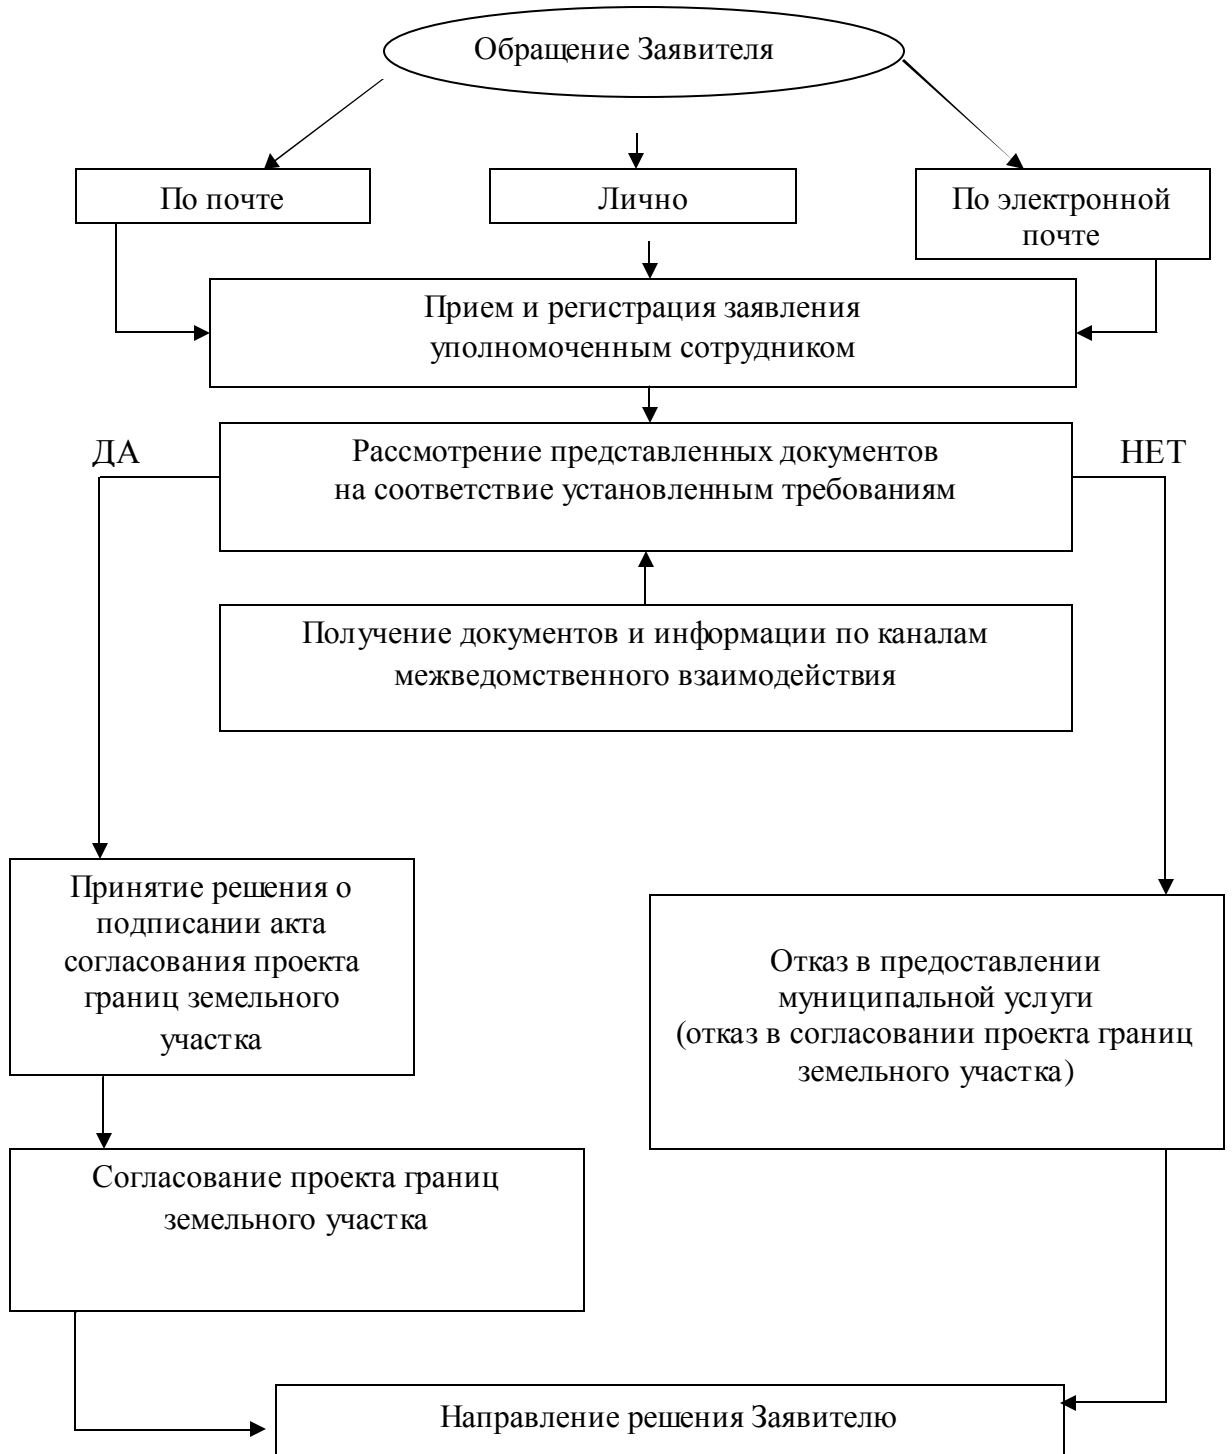 Обращение Заявителя
По почте
Лично
По электронной
почте
Прием и регистрация заявления
уполномоченным сотрудником
ДА
Рассмотрение представленных документов
на соответствие установленным требованиям
НЕТ
Получение документов и информации по каналам
межведомственного взаимодействия
Принятие решения о
подписании акта
согласования проекта
границ земельного
участка
Отказ в предоставлении
муниципальной услуги
(отказ в согласовании проекта границ
земельного участка)
Согласование проекта границ
земельного участка
Направление решения Заявителю